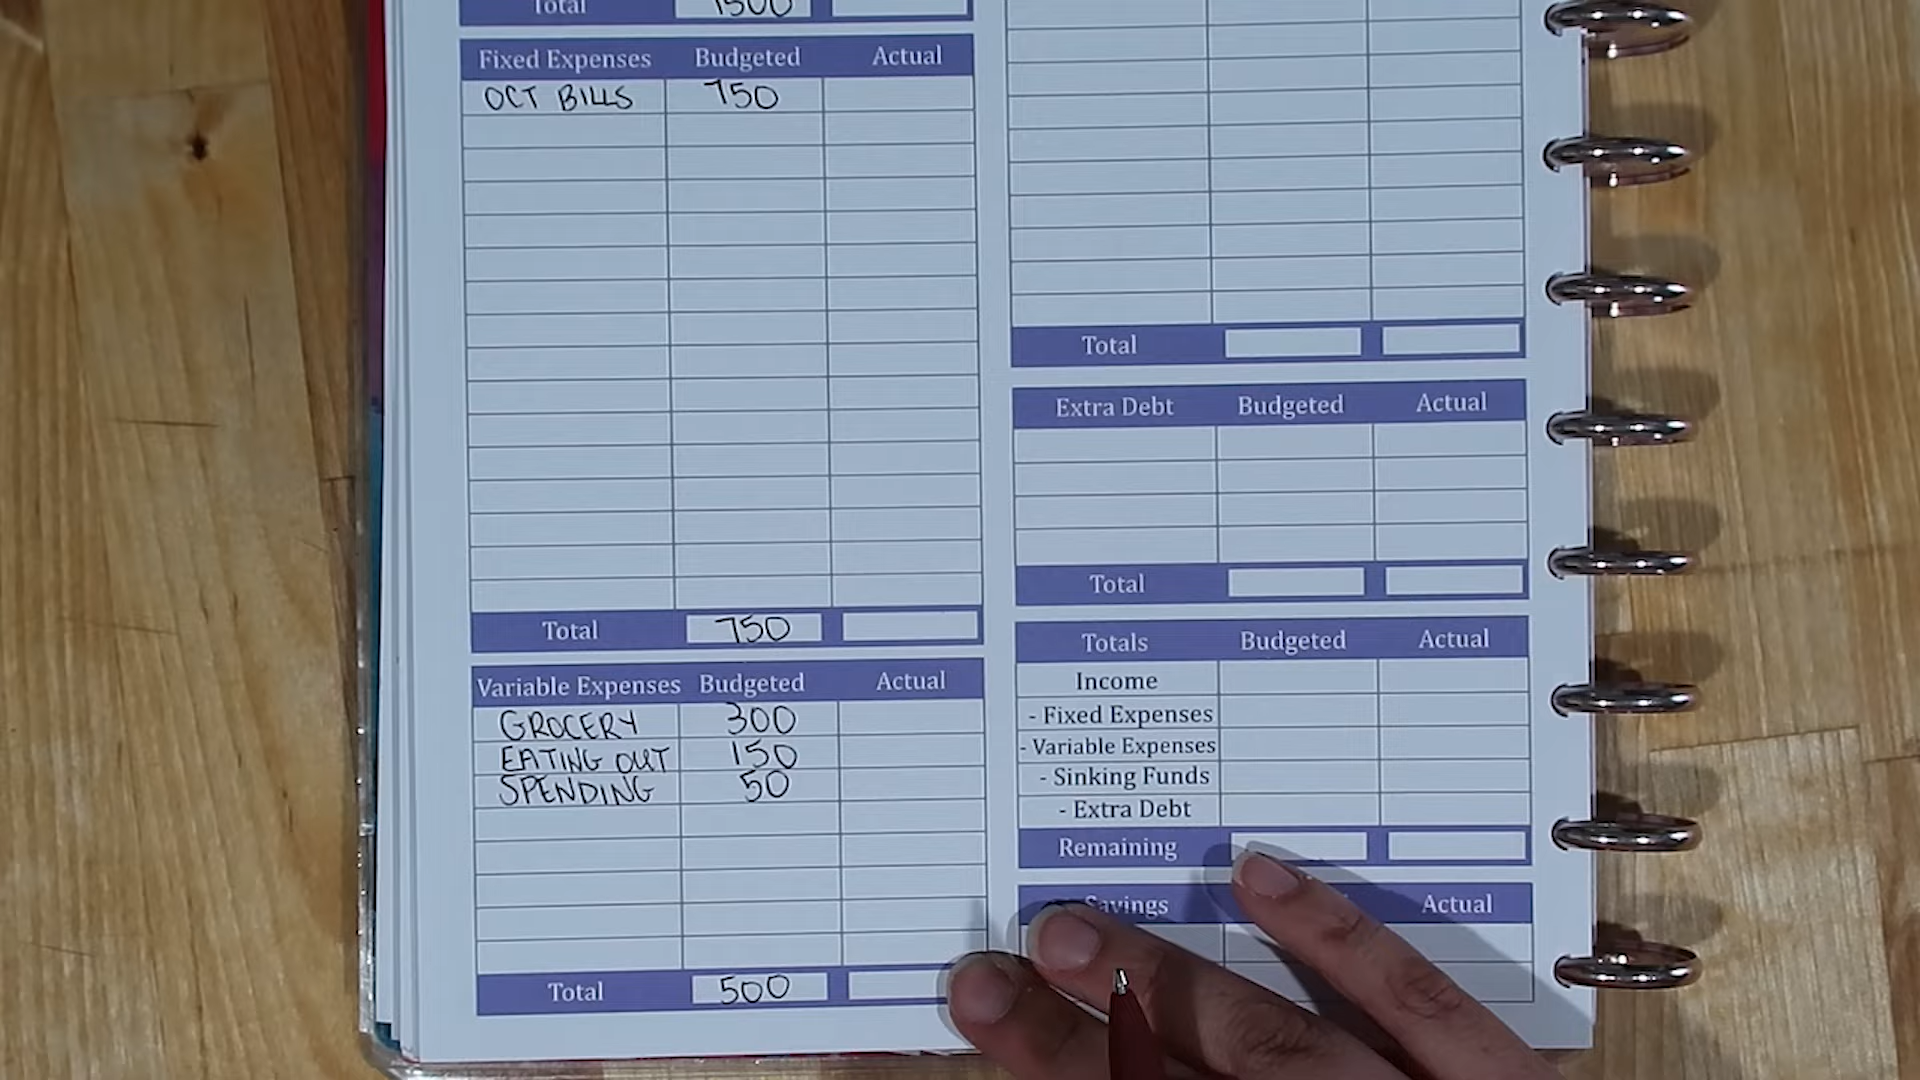 Total 1500
Fixed Expenses Budgeted Actual
OCT BILLS 750
Total 750
Variable Expenses Budgeted Actual
GROCERY 300
EATING OUT 150
SPENDING 50
Total 500
Total
Extra Debt Budgeted Actual
Total
Totals Budgeted Actual
Income
- Fixed Expenses
- Variable Expenses
- Sinking Funds
- Extra Debt
Remaining
Savings Actual